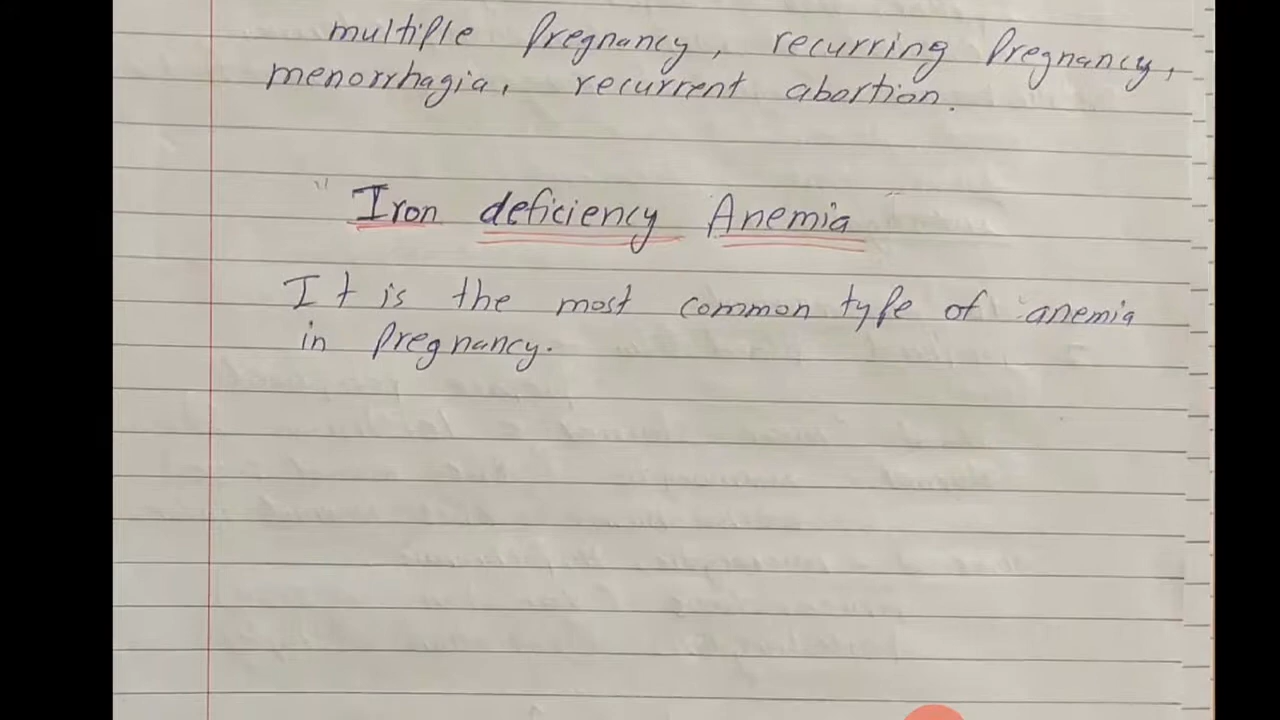 multiple Pregnancy, recurring Pregnancy,
menorrhagia, recurrent abortion.
" Iron deficiency Anemia
It is the most common type of anemia
in Pregnancy.